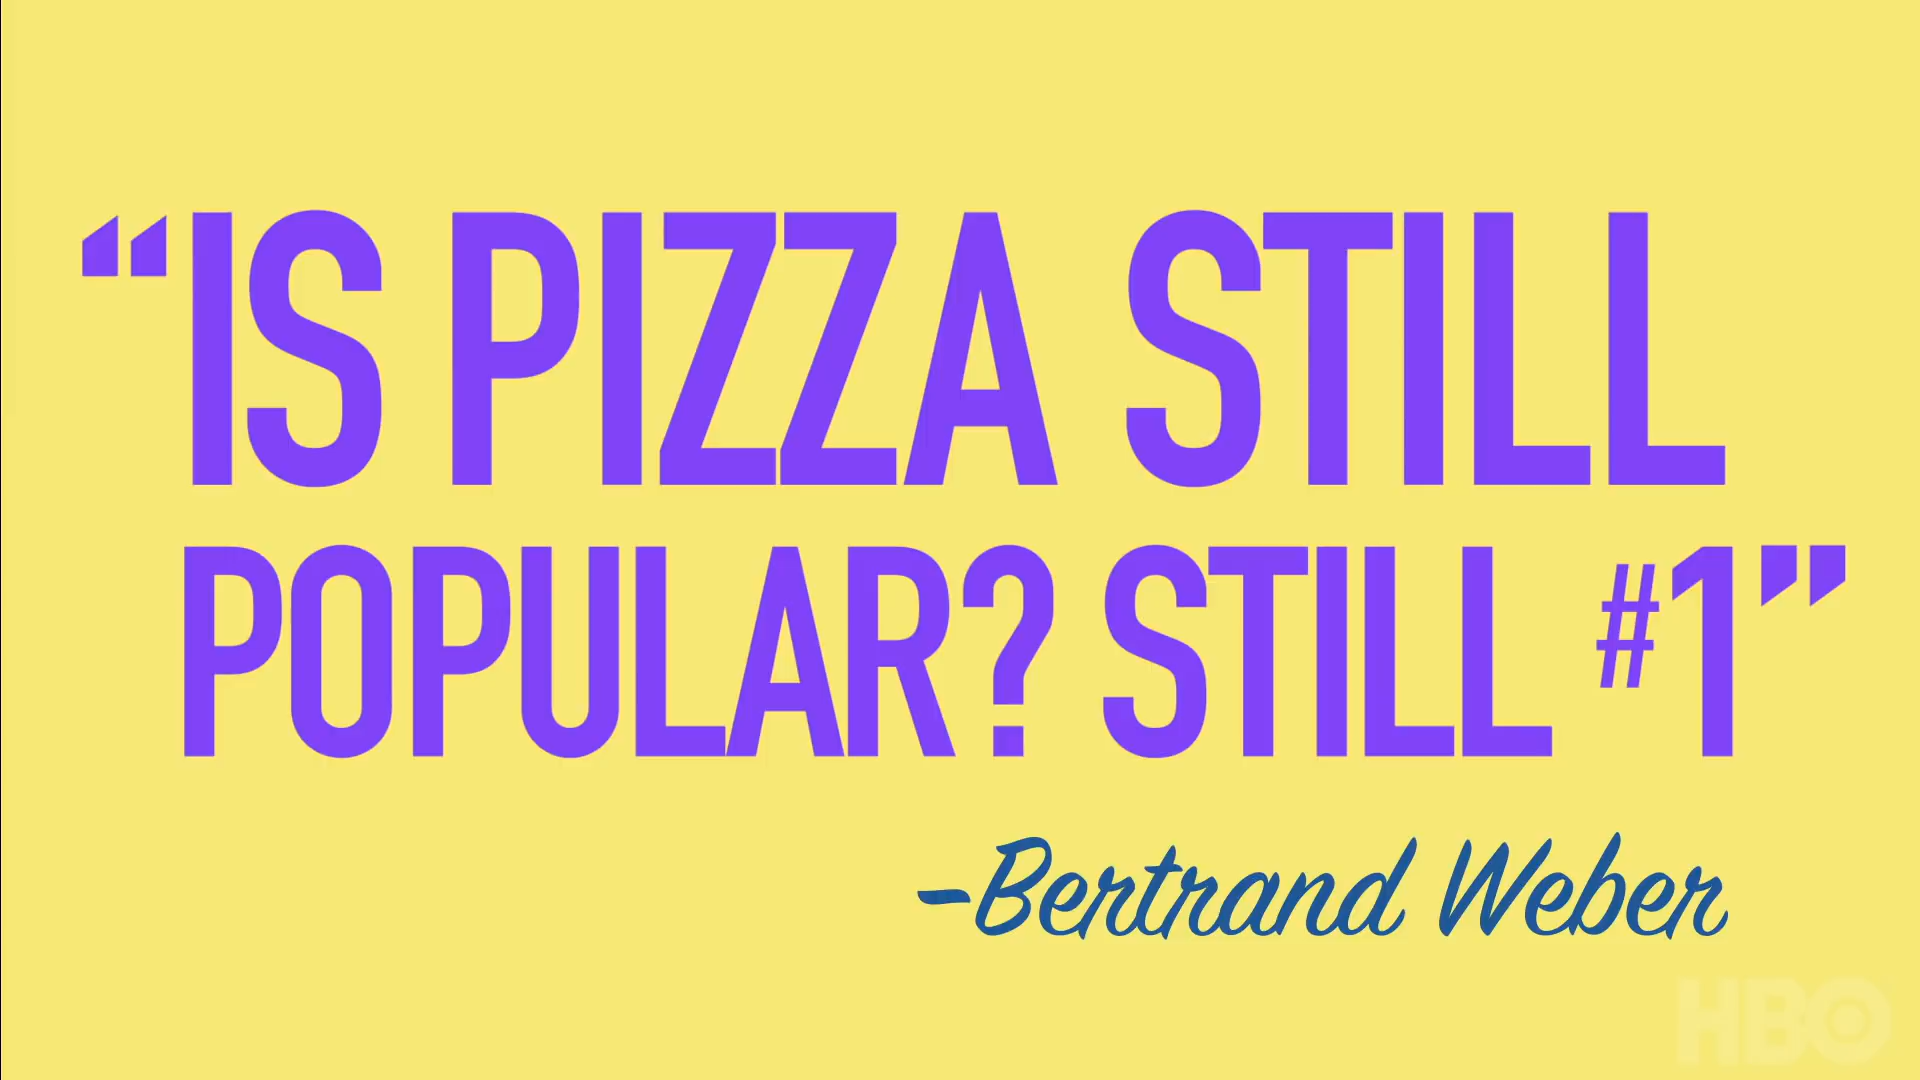 “IS PIZZA STILL
POPULAR? STILL #1”
-Bertrand Weber
HBO